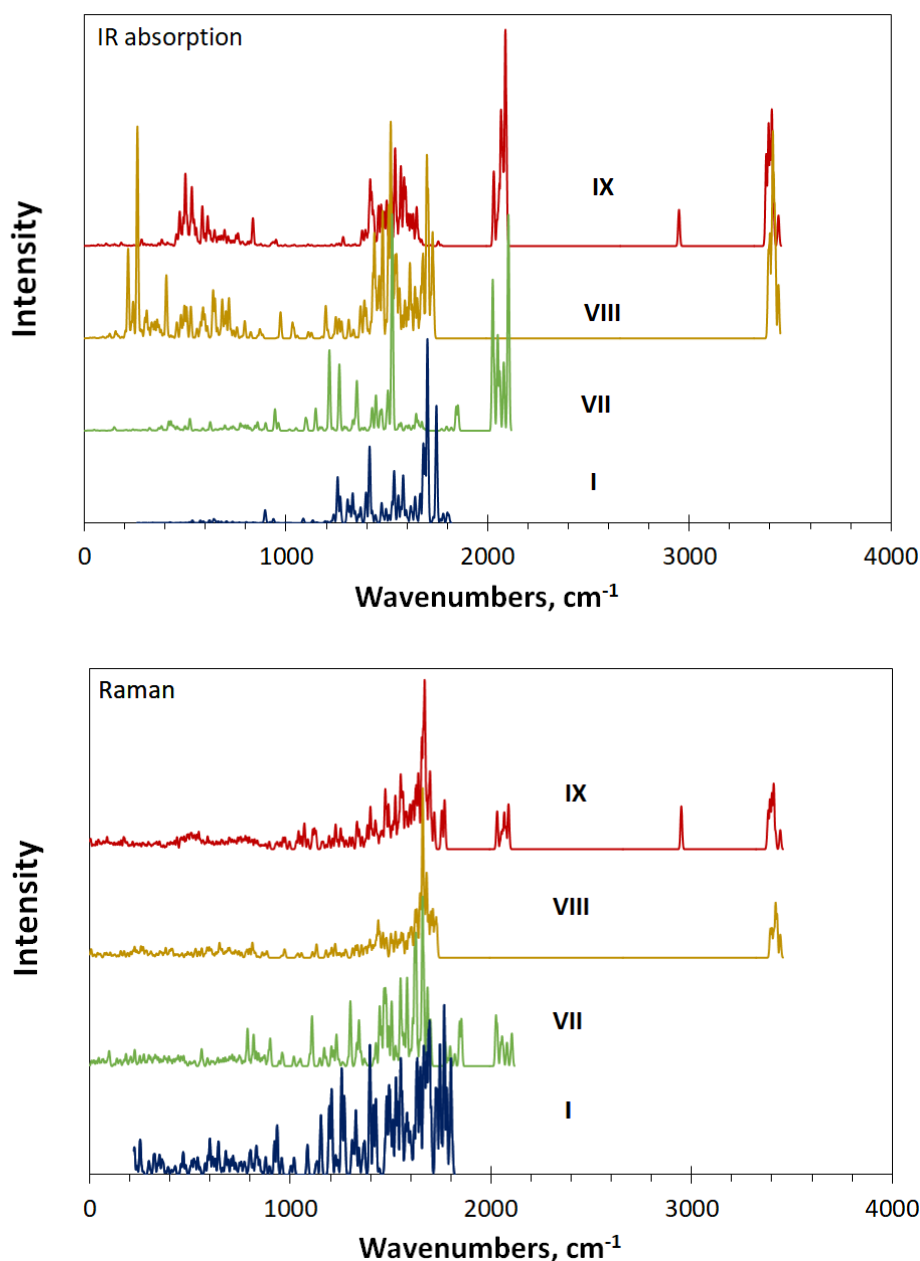 IR absorption
IX
VIII
VII
I
Intensity
0 1000 2000 3000 4000
Wavenumbers, cm⁻¹
Raman
IX
VIII
VII
I
Intensity
0 1000 2000 3000 4000
Wavenumbers, cm⁻¹